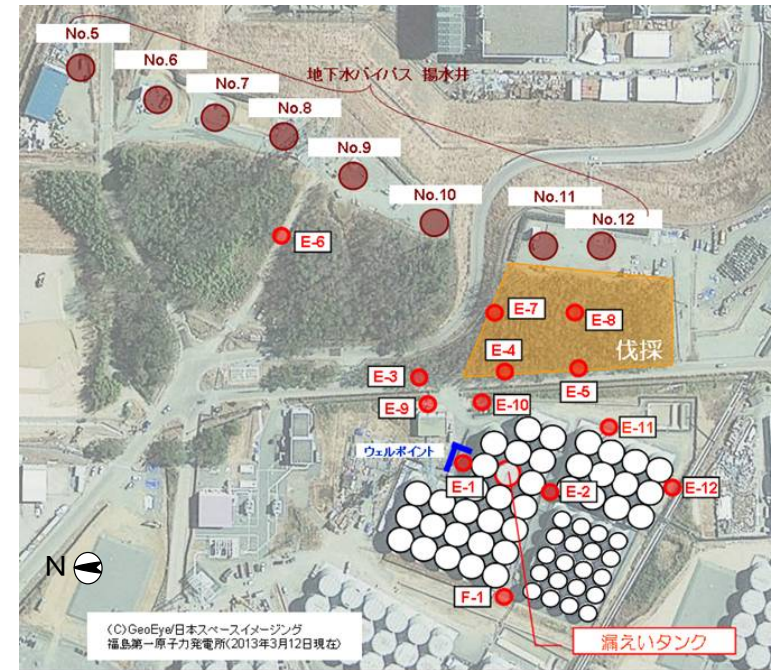 No.5
No.6
No.7
No.8
地下水バイパス 揚水井
No.9
No.10
No.11
No.12
E-6
E-7
E-8
伐採
E-4
E-3
E-5
E-9
E-10
E-11
ウェルポイント
E-1
E-2
E-12
N
F-1
(C)GeoEye/日本スペースイメージング
福島第一原子力発電所(2013年3月12日現在)
漏えいタンク